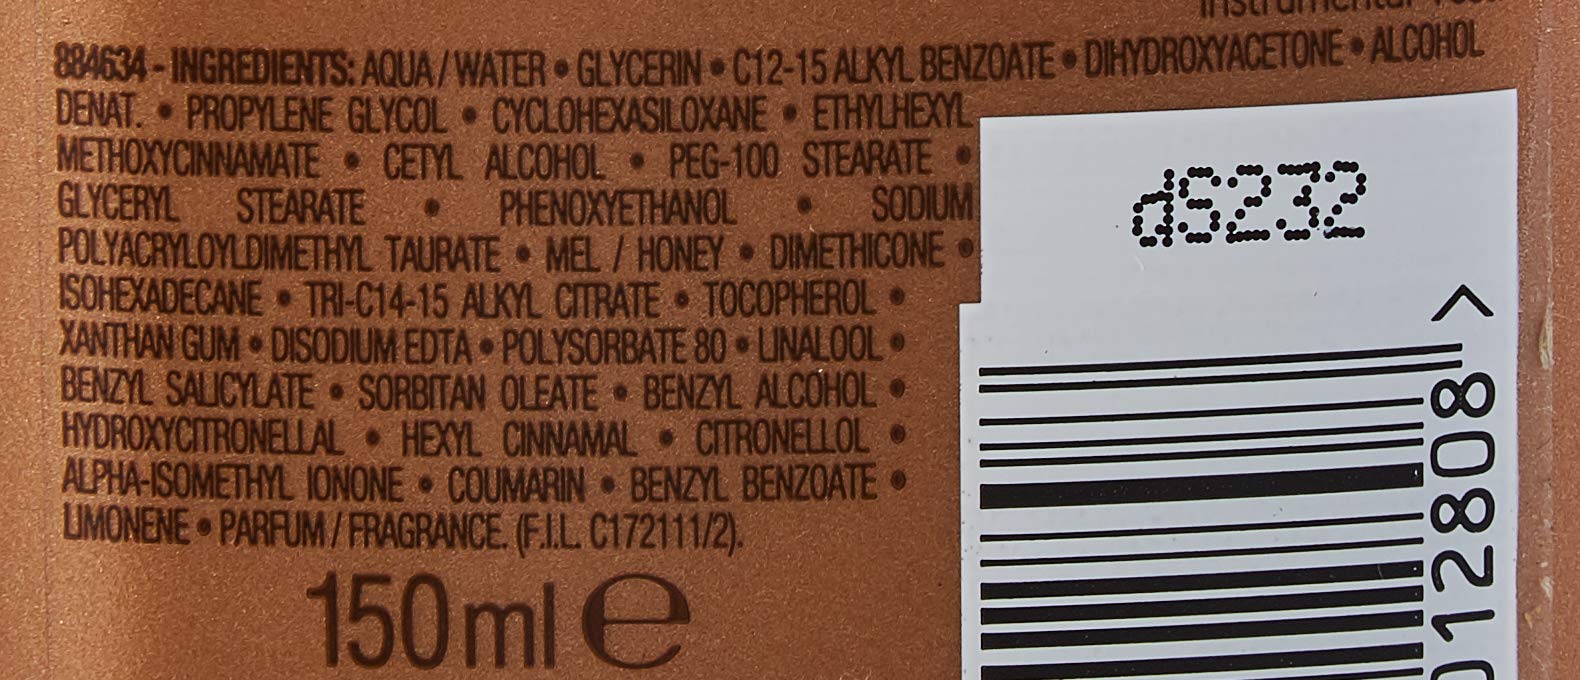 884634 - INGREDIENTS: AQUA / WATER • GLYCERIN • C12-15 ALKYL BENZOATE • DIHYDROXYACETONE • ALCOHOL
DENAT. • PROPYLENE GLYCOL • CYCLOHEXASILOXANE • ETHYLHEXYL
METHOXYCINNAMATE • CETYL ALCOHOL • PEG-100 STEARATE •
GLYCERYL STEARATE • PHENOXYETHANOL • SODIUM
POLYACRYLOYLDIMETHYL TAURATE • MEL / HONEY • DIMETHICONE •
ISOHEXADECANE • TRI-C14-15 ALKYL CITRATE • TOCOPHEROL •
XANTHAN GUM • DISODIUM EDTA • POLYSORBATE 80 • LINALOOL •
BENZYL SALICYLATE • SORBITAN OLEATE • BENZYL ALCOHOL •
HYDROXYCITRONELLAL • HEXYL CINNAMAL • CITRONELLOL •
ALPHA-ISOMETHYL IONONE • COUMARIN • BENZYL BENZOATE •
LIMONENE • PARFUM / FRAGRANCE. (F.I.L. C172111/2).
150 ml e
dS232
012808 >